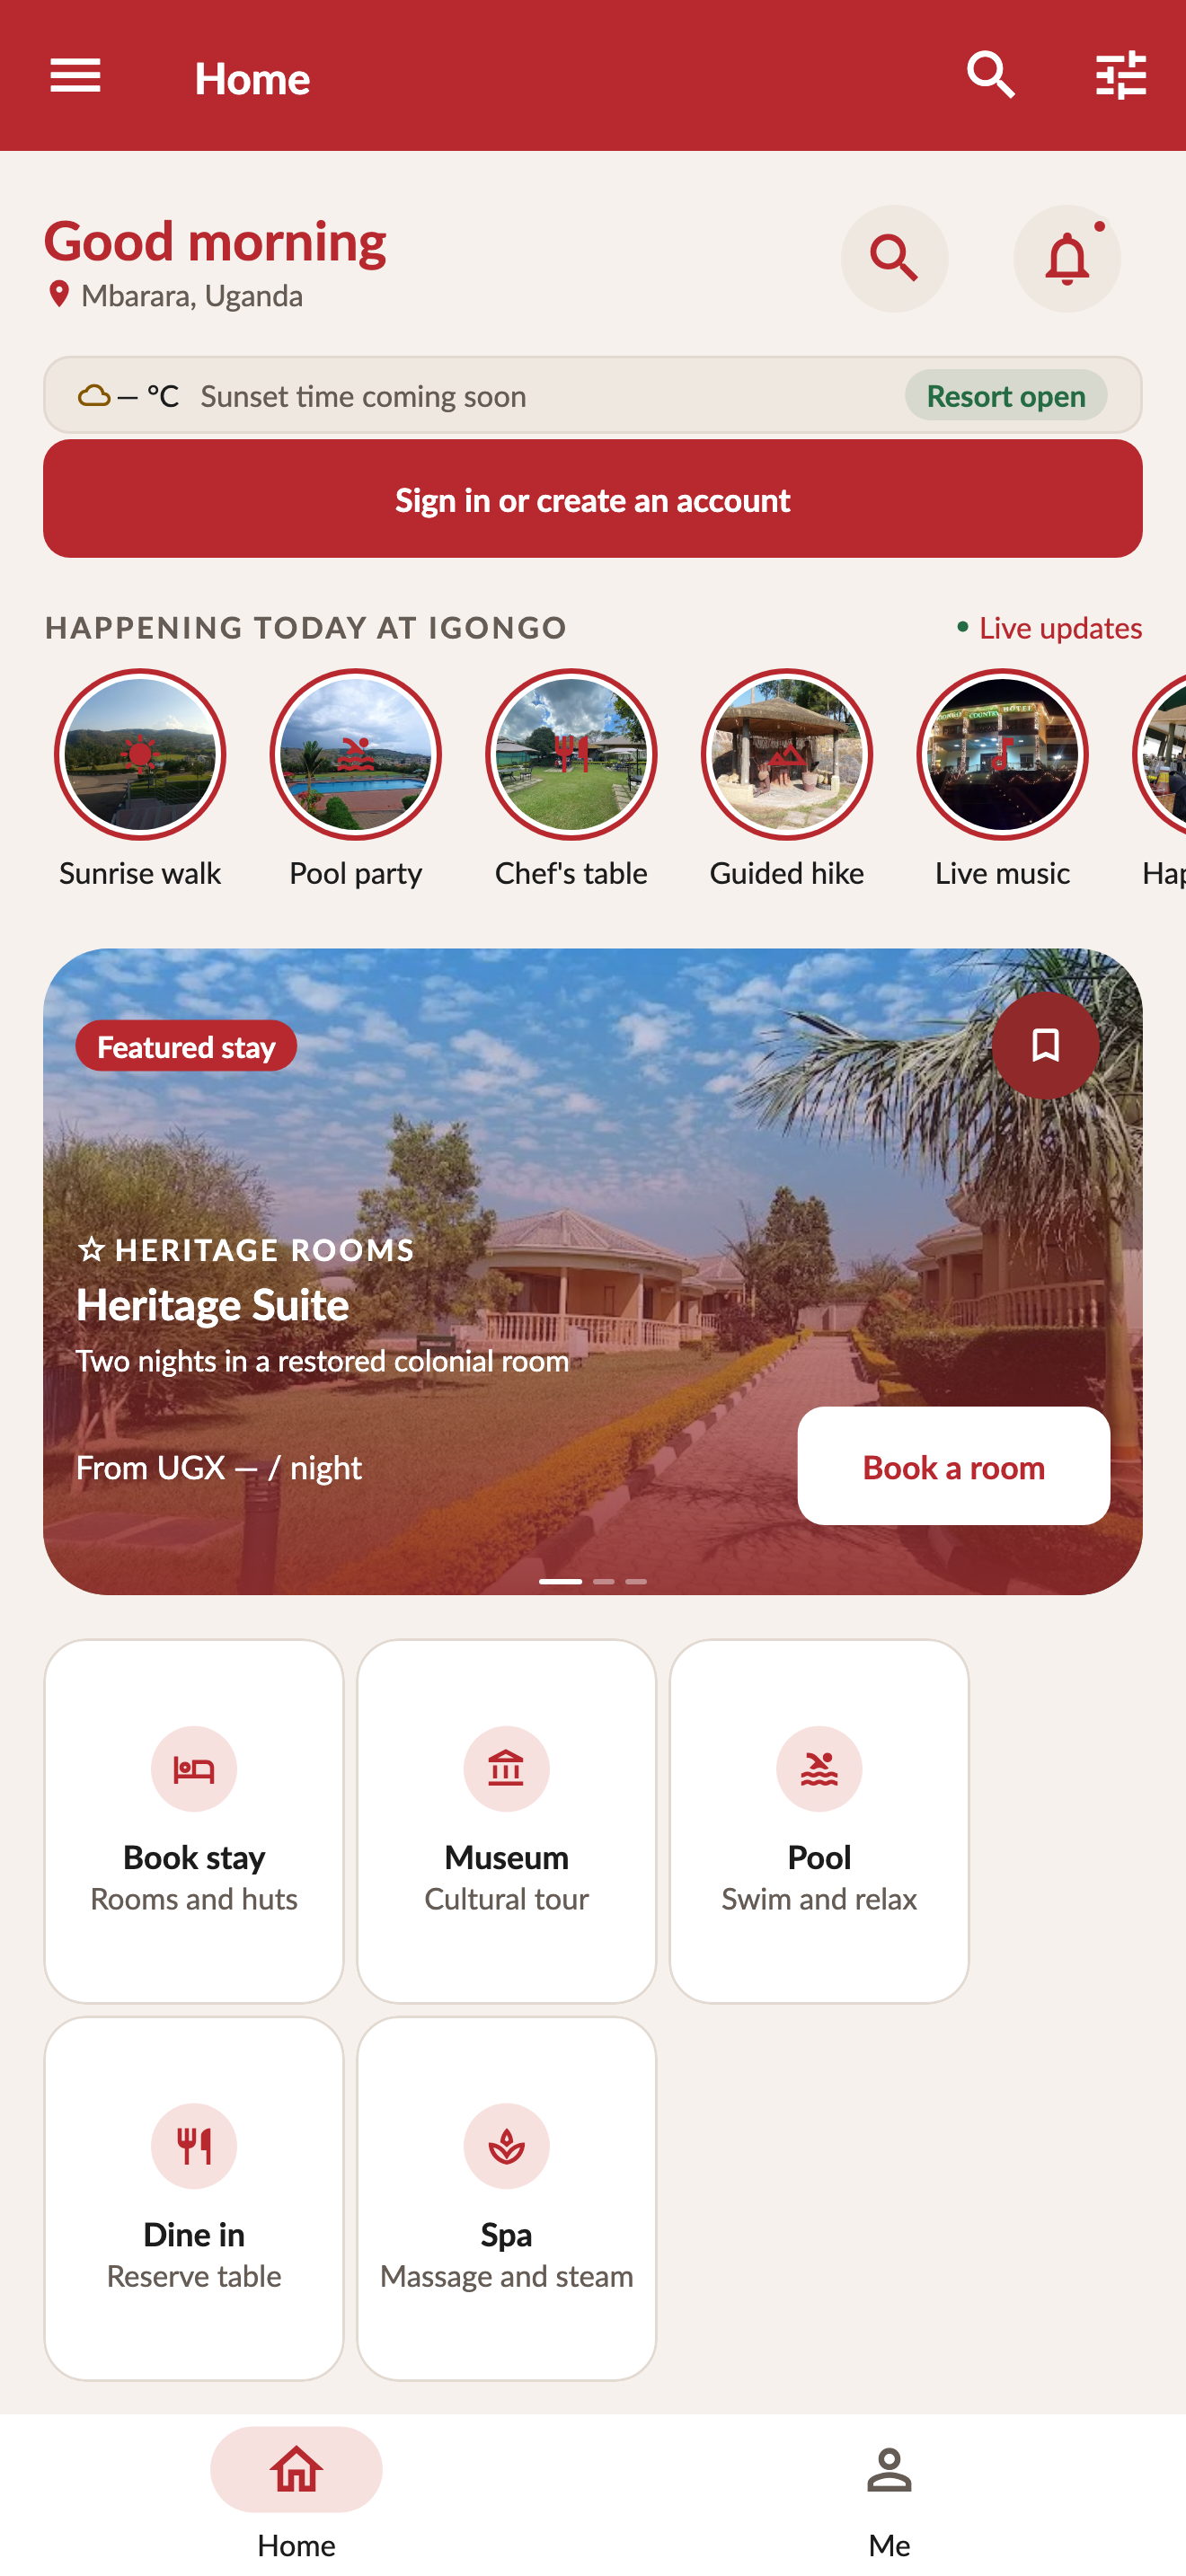 Home
Good morning
Mbarara, Uganda
— °C Sunset time coming soon
Resort open
Sign in or create an account
HAPPENING TODAY AT IGONGO
• Live updates
Sunrise walk
Pool party
Chef's table
Guided hike
Live music
Hap
Featured stay
HERITAGE ROOMS
Heritage Suite
Two nights in a restored colonial room
From UGX — / night
Book a room
Book stay
Rooms and huts
Museum
Cultural tour
Pool
Swim and relax
Dine in
Reserve table
Spa
Massage and steam
Home
Me